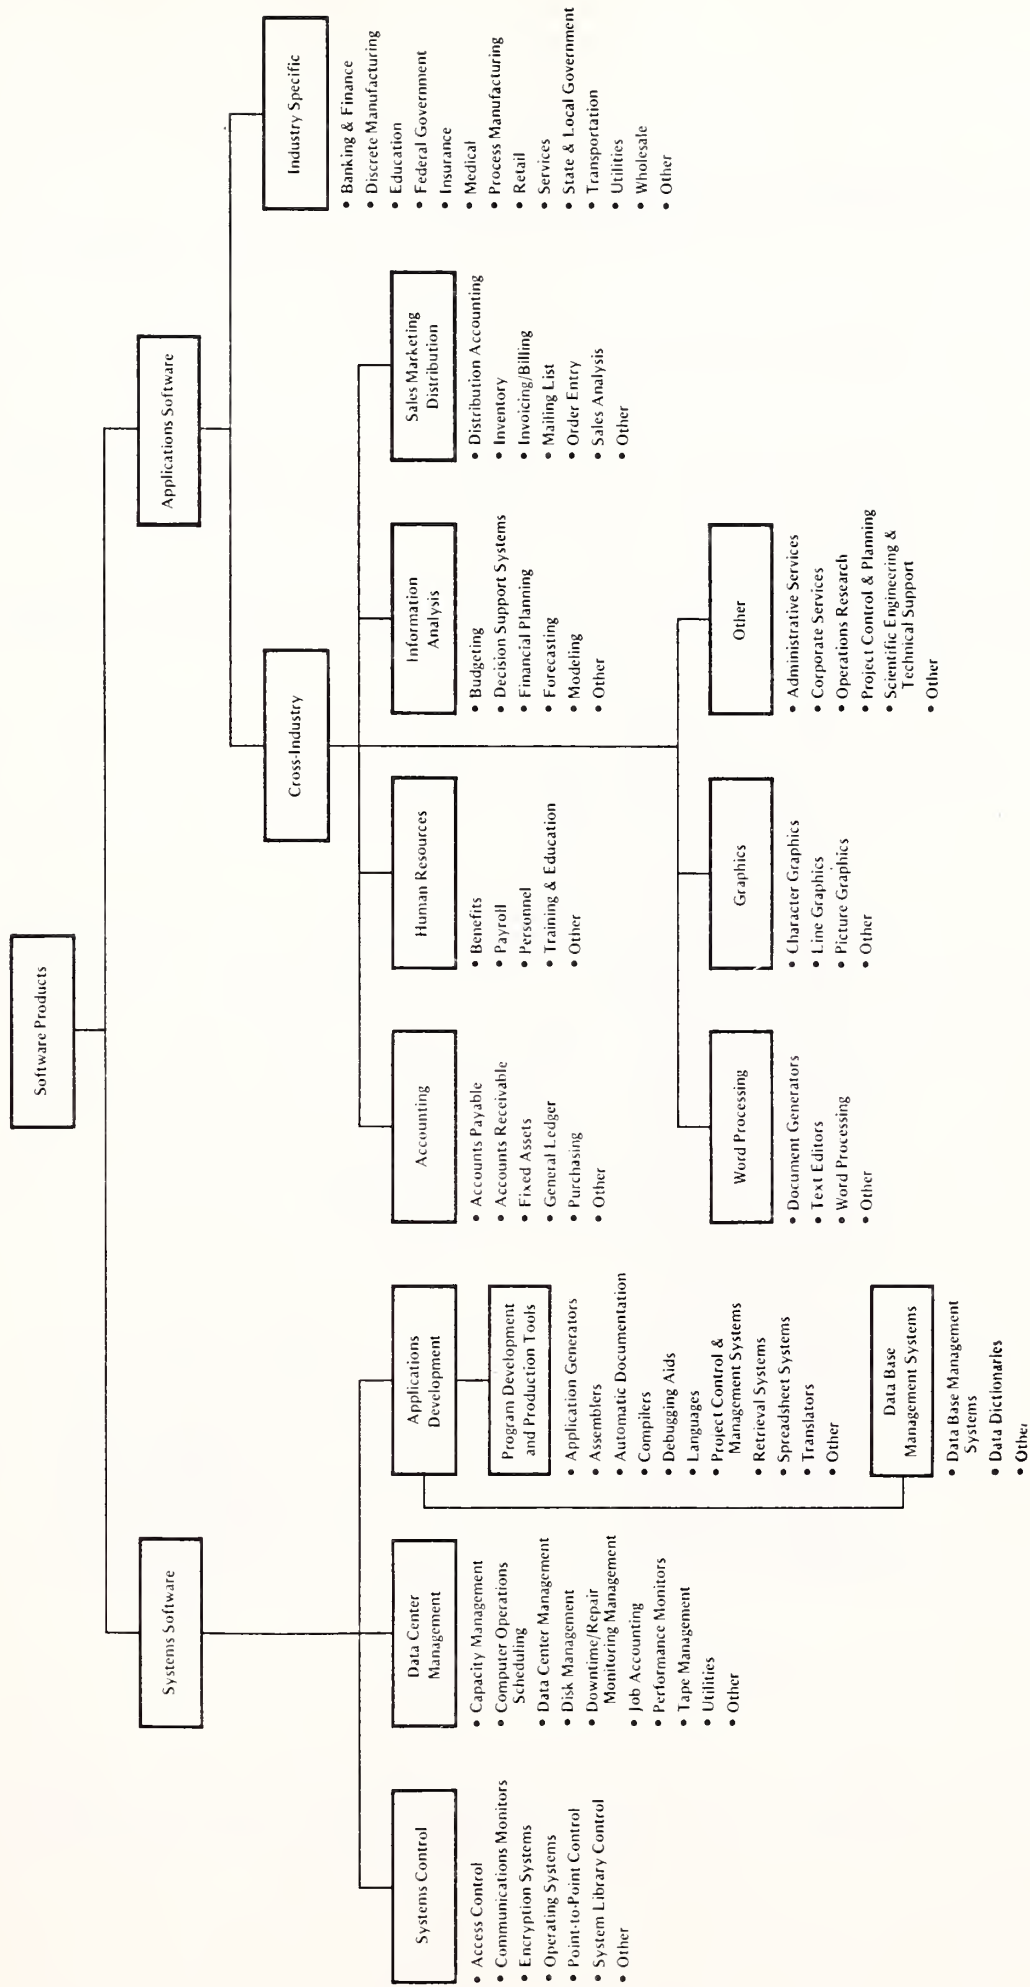 Software Products
Systems Software
Applications Software
Systems Control
• Access Control
• Communications Monitors
• Encryption Systems
• Operating Systems
• Point-to-Point Control
• System Library Control
• Other
Data Center
Management
• Capacity Management
• Computer Operations
Scheduling
• Data Center Management
• Disk Management
• Downtime/Repair
Monitoring Management
• Job Accounting
• Performance Monitors
• Tape Management
• Utilities
• Other
Applications
Development
Program Development
and Production Tools
• Application Generators
• Assemblers
• Automatic Documentation
• Compilers
• Debugging Aids
• Languages
• Project Control &
Management Systems
• Retrieval Systems
• Spreadsheet Systems
• Translators
• Other
Data Base
Management Systems
• Data Base Management
Systems
• Data Dictionaries
• Other
Cross-Industry
Industry Specific
• Banking & Finance
• Discrete Manufacturing
• Education
• Federal Government
• Insurance
• Medical
• Process Manufacturing
• Retail
• Services
• State & Local Government
• Transportation
• Utilities
• Wholesale
• Other
Accounting
• Accounts Payable
• Accounts Receivable
• Fixed Assets
• General Ledger
• Purchasing
• Other
Human Resources
• Benefits
• Payroll
• Personnel
• Training & Education
• Other
Information
Analysis
• Budgeting
• Decision Support Systems
• Financial Planning
• Forecasting
• Modeling
• Other
Sales Marketing
Distribution
• Distribution Accounting
• Inventory
• Invoicing/Billing
• Mailing List
• Order Entry
• Sales Analysis
• Other
Word Processing
• Document Generators
• Text Editors
• Word Processing
• Other
Graphics
• Character Graphics
• Line Graphics
• Picture Graphics
• Other
Other
• Administrative Services
• Corporate Services
• Operations Research
• Project Control & Planning
• Scientific Engineering &
Technical Support
• Other